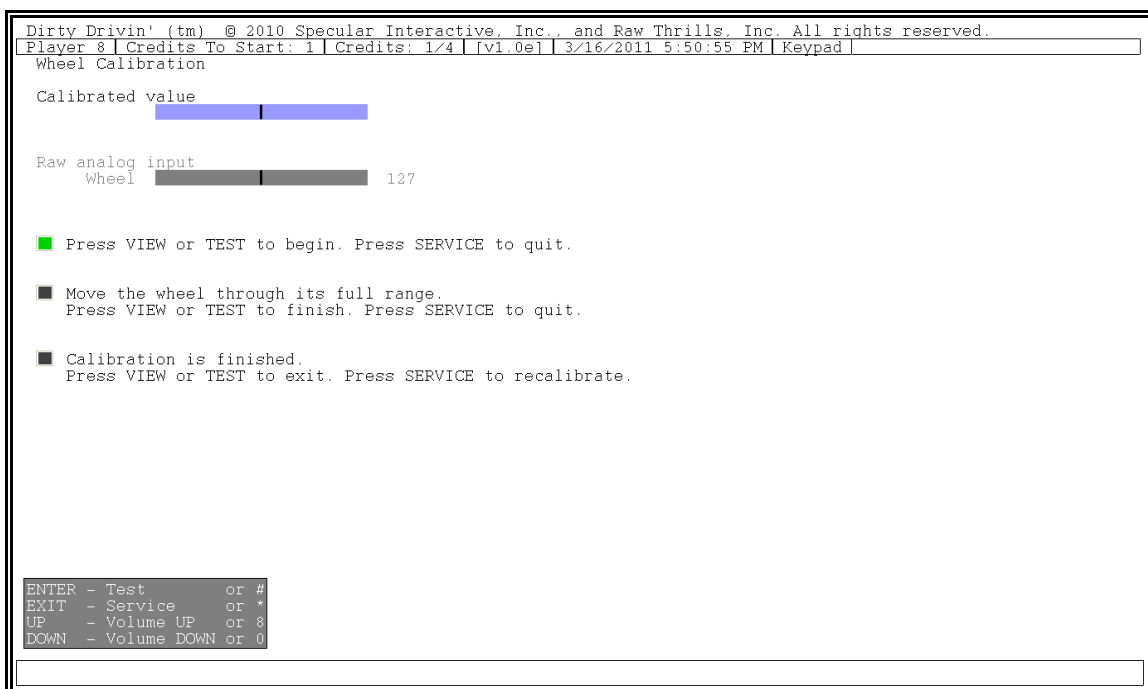 Dirty Drivin' (tm) © 2010 Specular Interactive, Inc., and Raw Thrills, Inc. All rights reserved.
Player 8 | Credits To Start: 1 | Credits: 1/4 | [v1.0e] | 3/16/2011 5:50:55 PM | Keypad |
Wheel Calibration
Calibrated value
Raw analog input
Wheel 127
Press VIEW or TEST to begin. Press SERVICE to quit.
Move the wheel through its full range.
Press VIEW or TEST to finish. Press SERVICE to quit.
Calibration is finished.
Press VIEW or TEST to exit. Press SERVICE to recalibrate.
ENTER - Test or #
EXIT - Service or *
UP - Volume UP or 8
DOWN - Volume DOWN or 0